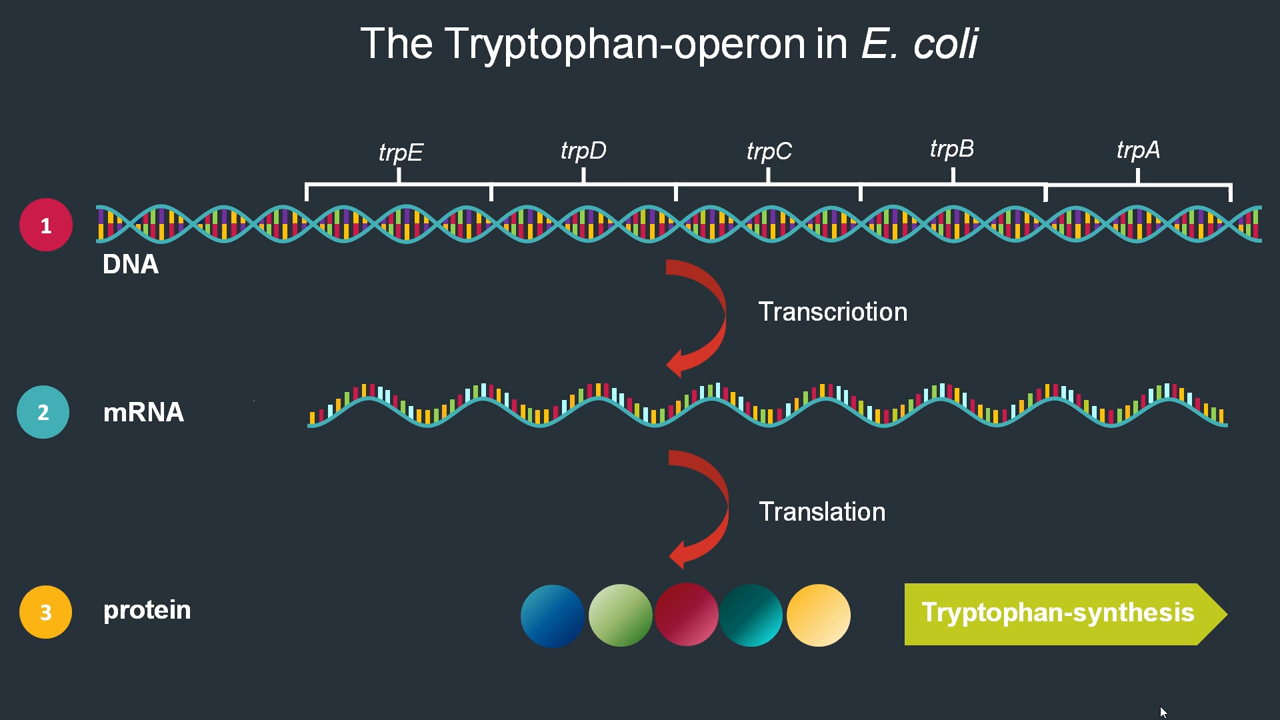 The Tryptophan-operon in E. coli
trpE trpD trpC trpB trpA
1
DNA
Transcriotion
2 mRNA
Translation
3 protein Tryptophan-synthesis